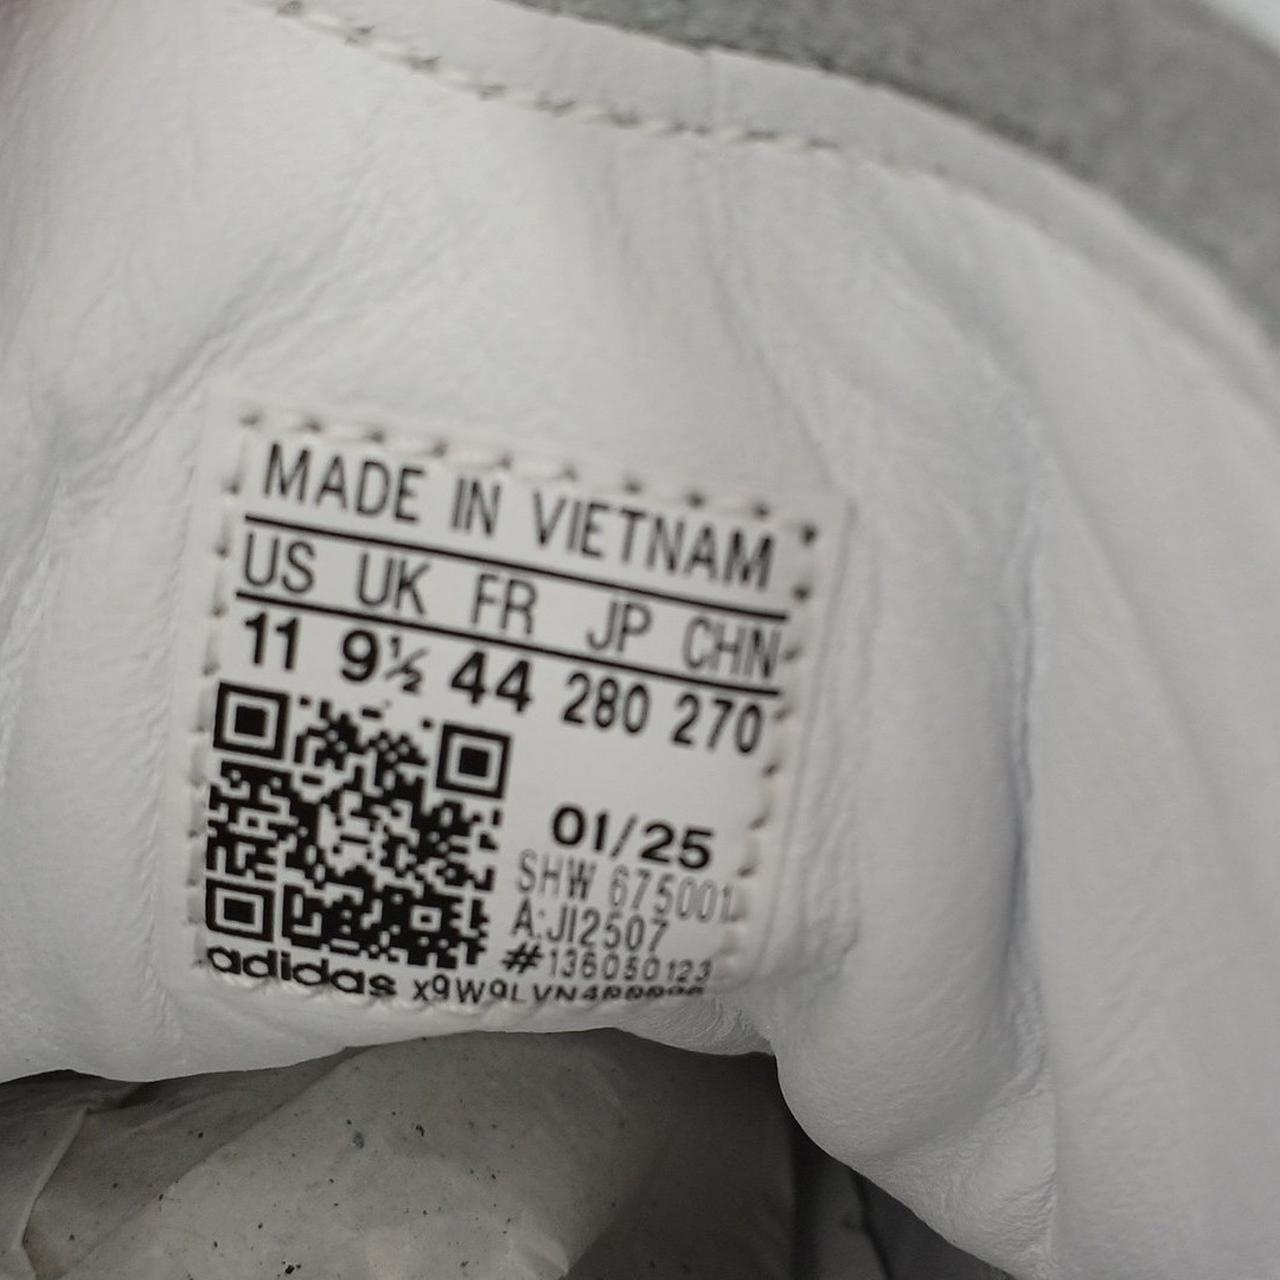 MADE IN VIETNAM
US UK FR JP CHN
11 9½ 44 280 270
01/25
SHW 675001
A:JI2507
#136050123
adidas